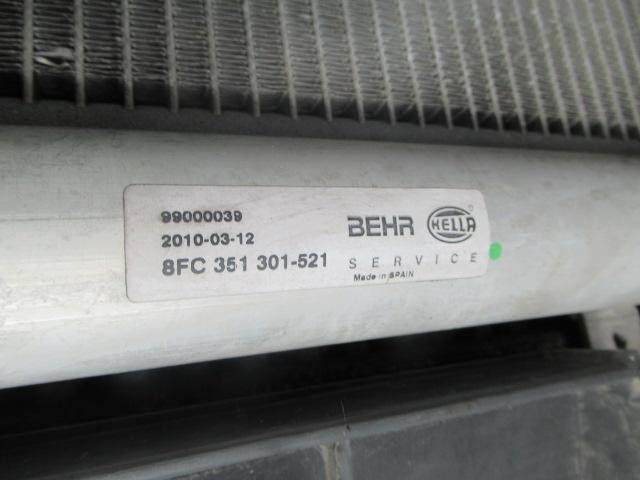 99000039
2010-03-12
8FC 351 301-521
BEHR HELLA ®
SERVICE
Made in SPAIN